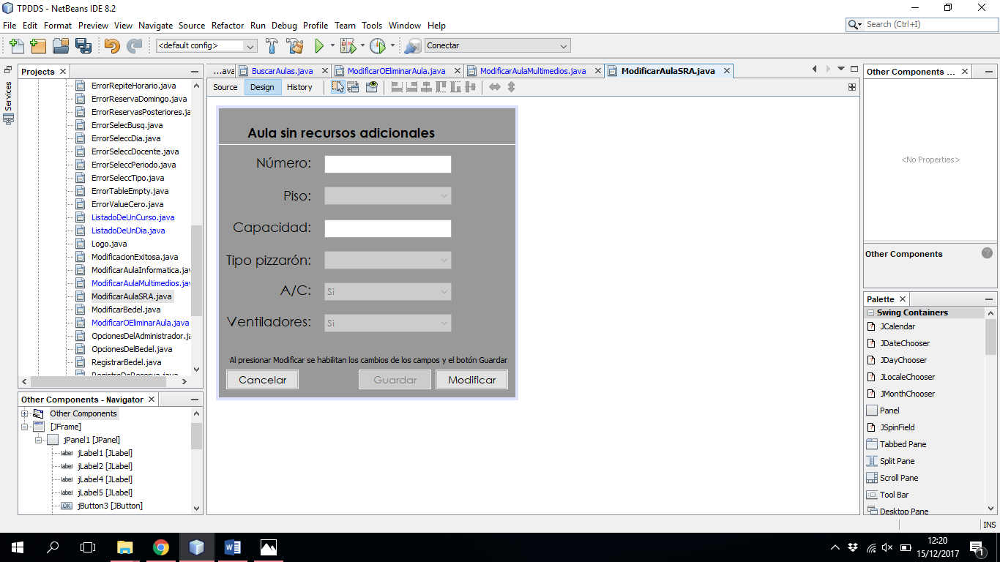 TPDDS - NetBeans IDE 8.2
File Edit Format Preview View Navigate Source Refactor Run Debug Profile Team Tools Window Help
Search (Ctrl+I)
<default config>
Conectar
Services
Projects
ErrorRepiteHorario.java
ErrorReservaDomingo.java
ErrorReservasPosteriores.ja
ErrorSelecBusq.java
ErrorSeleccDia.java
ErrorSeleccDocente.java
ErrorSeleccPeriodo.java
ErrorSeleccTipo.java
ErrorTableEmpty.java
ErrorValueCero.java
ListadoDeUnCurso.java
ListadoDeUnDia.java
Logo.java
ModificacionExitosa.java
ModificarAulaInformatica.java
ModificarAulaMultimedios.jav
ModificarAulaSRA.java
ModificarBedel.java
ModificarOEliminarAula.java
OpcionesDelAdministrador.ja
OpcionesDelBedel.java
RegistrarBedel.java
RegistroDeReserva.java
Other Components - Navigator
Other Components
[JFrame]
jPanel1 [JPanel]
label jLabel1 [JLabel]
label jLabel2 [JLabel]
label jLabel4 [JLabel]
label jLabel5 [JLabel]
OK jButton3 [JButton]
...ava BuscarAulas.java ModificarOEliminarAula.java ModificarAulaMultimedios.java ModificarAulaSRA.java
Source Design History
Aula sin recursos adicionales
Número:
Piso:
Capacidad:
Tipo pizzarón:
A/C: Si
Ventiladores: Si
Al presionar Modificar se habilitan los cambios de los campos y el botón Guardar
Cancelar Guardar Modificar
Other Components ...
<No Properties>
Other Components
Palette
Swing Containers
JCalendar
JDateChooser
JDayChooser
JLocaleChooser
JMonthChooser
Panel
JSpinField
Tabbed Pane
Split Pane
Scroll Pane
Tool Bar
Desktop Pane
INS
12:20
15/12/2017
1